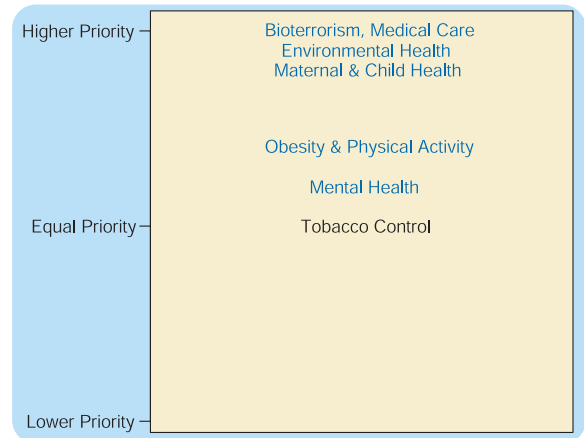 Higher Priority
Bioterrorism, Medical Care
Environmental Health
Maternal & Child Health
Obesity & Physical Activity
Mental Health
Equal Priority
Tobacco Control
Lower Priority